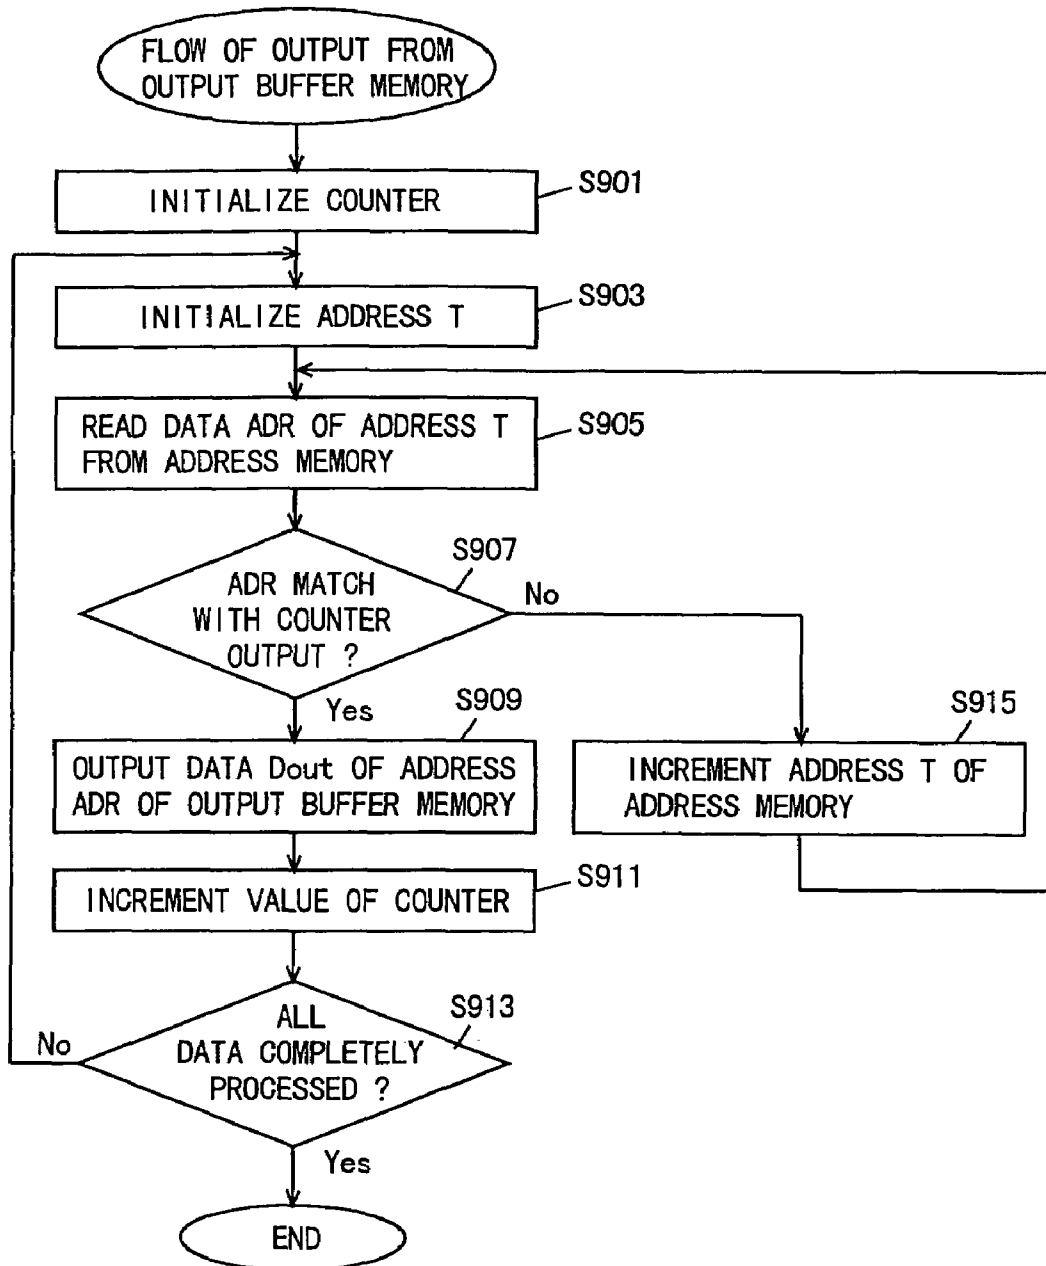 FLOW OF OUTPUT FROM
OUTPUT BUFFER MEMORY
INITIALIZE COUNTER
S901
INITIALIZE ADDRESS T
S903
READ DATA ADR OF ADDRESS T
FROM ADDRESS MEMORY
S905
ADR MATCH
WITH COUNTER
OUTPUT ?
S907
No
Yes
OUTPUT DATA Dout OF ADDRESS
ADR OF OUTPUT BUFFER MEMORY
S909
INCREMENT ADDRESS T OF
ADDRESS MEMORY
S915
INCREMENT VALUE OF COUNTER
S911
ALL
DATA COMPLETELY
PROCESSED ?
S913
No
Yes
END